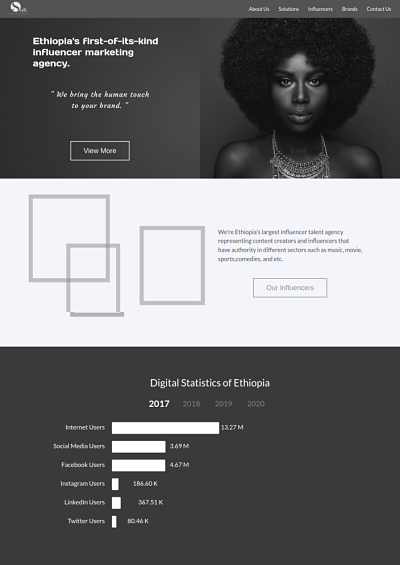 About Us Solutions Influencers Brands Contact Us
Ethiopia's first-of-its-kind
influencer marketing
agency.
" We bring the human touch
to your brand. "
View More
We're Ethiopia's largest influencer talent agency
representing content creators and influencers that
have authority in different sectors such as music, movie,
sports,comedies, and etc.
Our Influencers
Digital Statistics of Ethiopia
2017 2018 2019 2020
Internet Users 13.27 M
Social Media Users 3.69 M
Facebook Users 4.67 M
Instagram Users 186.60 K
LinkedIn Users 367.51 K
Twitter Users 80.46 K